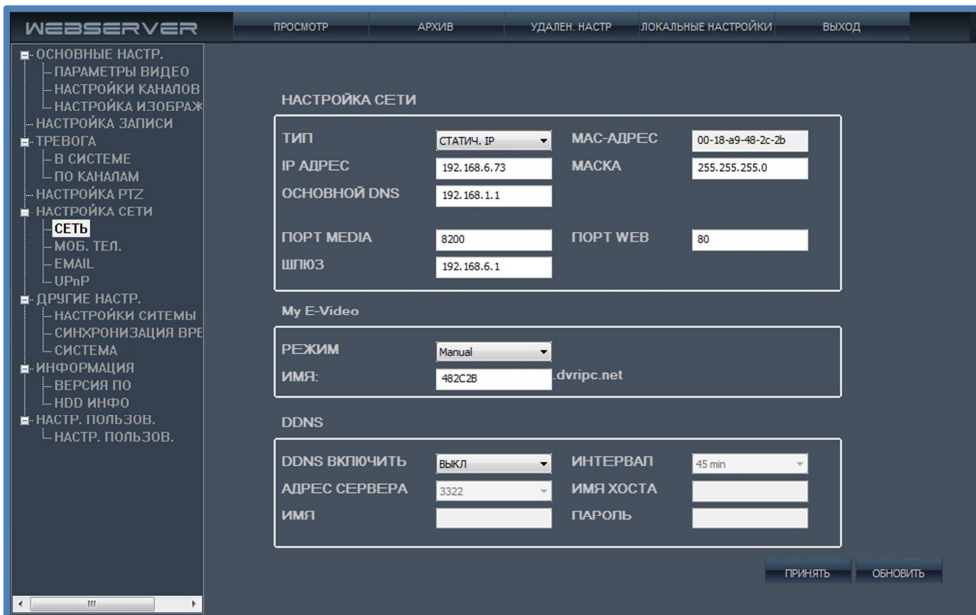 WEBSERVER
ПРОСМОТР АРХИВ УДАЛЕН. НАСТР ЛОКАЛЬНЫЕ НАСТРОЙКИ ВЫХОД
ОСНОВНЫЕ НАСТР.
ПАРАМЕТРЫ ВИДЕО
НАСТРОЙКИ КАНАЛОВ
НАСТРОЙКА ИЗОБРАЖ
НАСТРОЙКА ЗАПИСИ
ТРЕВОГА
В СИСТЕМЕ
ПО КАНАЛАМ
НАСТРОЙКА PTZ
НАСТРОЙКА СЕТИ
СЕТЬ
МОБ. ТЕЛ.
EMAIL
UPnP
ДРУГИЕ НАСТР.
НАСТРОЙКИ СИТЕМЫ
СИНХРОНИЗАЦИЯ ВРЕ
СИСТЕМА
ИНФОРМАЦИЯ
ВЕРСИЯ ПО
HDD ИНФО
НАСТР. ПОЛЬЗОВ.
НАСТР. ПОЛЬЗОВ.
НАСТРОЙКА СЕТИ
ТИП СТАТИЧ. IP МАС-АДРЕС 00-18-a9-48-2c-2b
IP АДРЕС 192.168.6.73 МАСКА 255.255.255.0
ОСНОВНОЙ DNS 192.168.1.1
ПОРТ MEDIA 8200 ПОРТ WEB 80
ШЛЮЗ 192.168.6.1
My E-Video
РЕЖИМ Manual
ИМЯ: 482C2B .dvripc.net
DDNS
DDNS ВКЛЮЧИТЬ ВЫКЛ ИНТЕРВАЛ 45 min
АДРЕС СЕРВЕРА 3322 ИМЯ ХОСТА
ИМЯ ПАРОЛЬ
ПРИНЯТЬ ОБНОВИТЬ